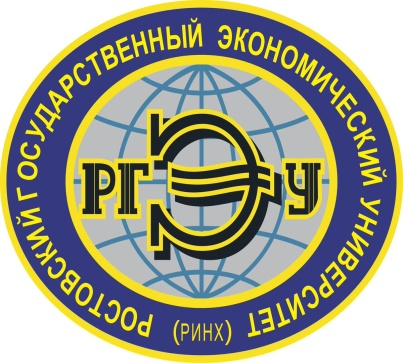 РОСТОВСКИЙ ГОСУДАРСТВЕННЫЙ ЭКОНОМИЧЕСКИЙ УНИВЕРСИТЕТ
РГЭУ
(РИНХ)